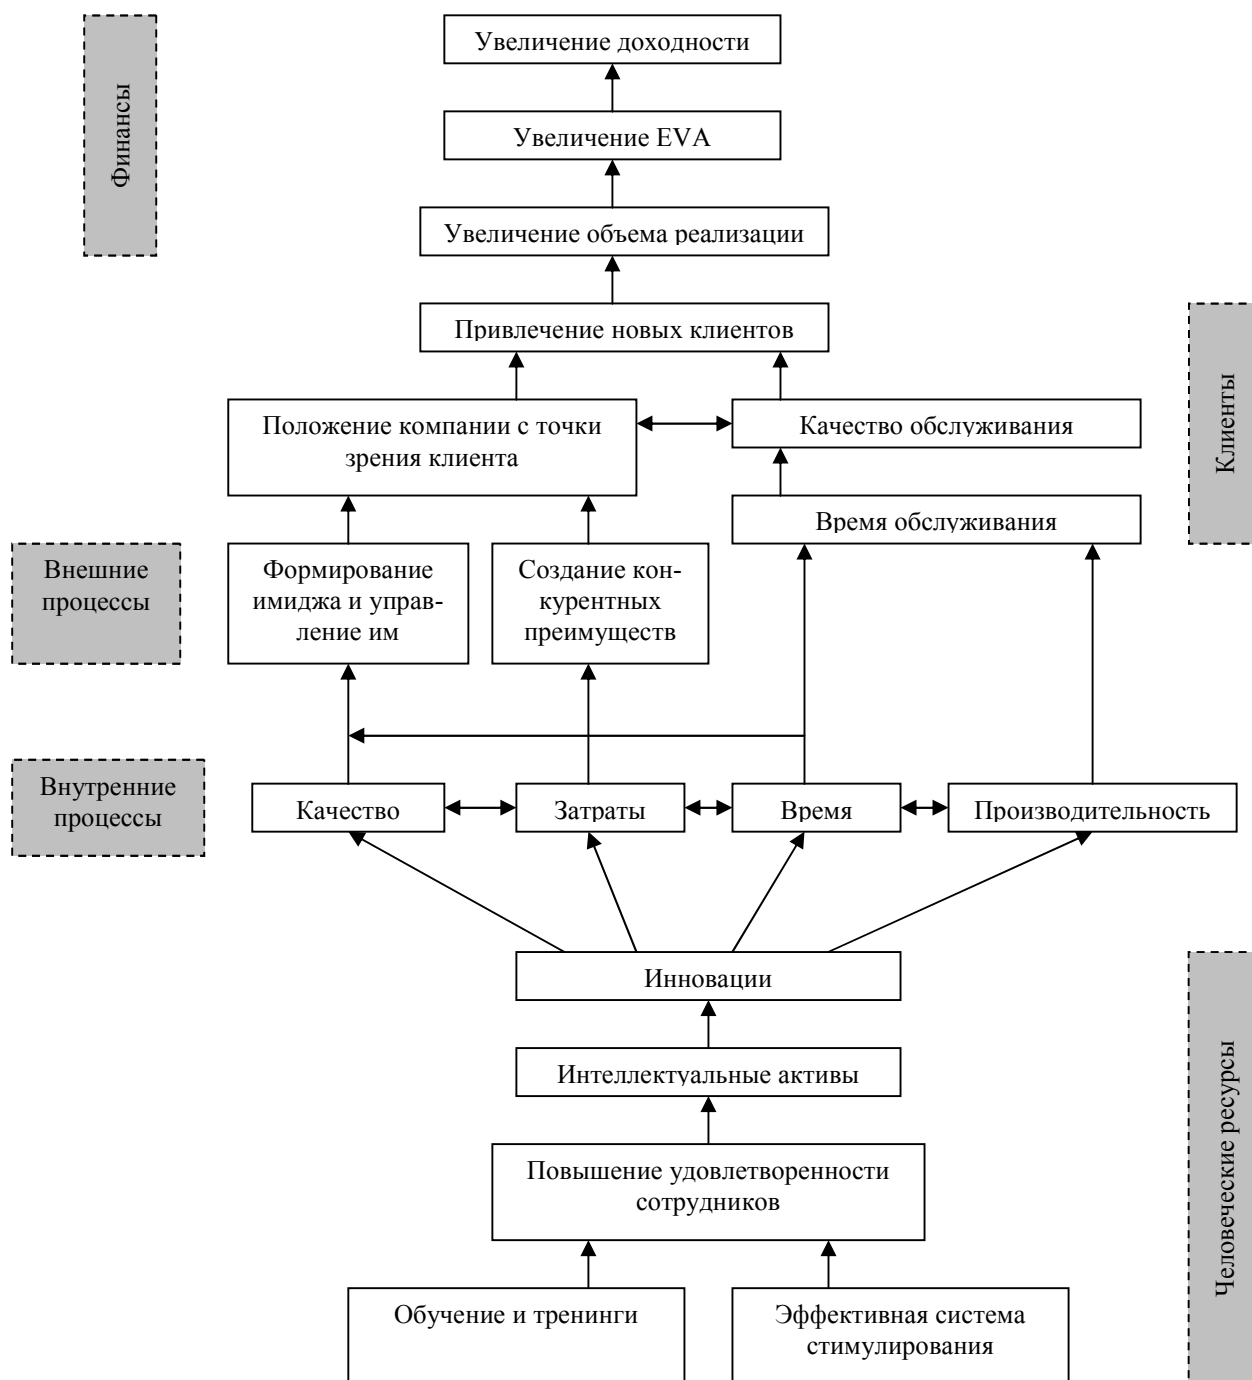 Финансы
Увеличение доходности
Увеличение EVA
Увеличение объема реализации
Привлечение новых клиентов
Клиенты
Положение компании с точки
зрения клиента
Качество обслуживания
Время обслуживания
Внешние
процессы
Формирование
имиджа и управ-
ление им
Создание кон-
курентных
преимуществ
Внутренние
процессы
Качество
Затраты
Время
Производительность
Инновации
Интеллектуальные активы
Человеческие ресурсы
Повышение удовлетворенности
сотрудников
Обучение и тренинги
Эффективная система
стимулирования